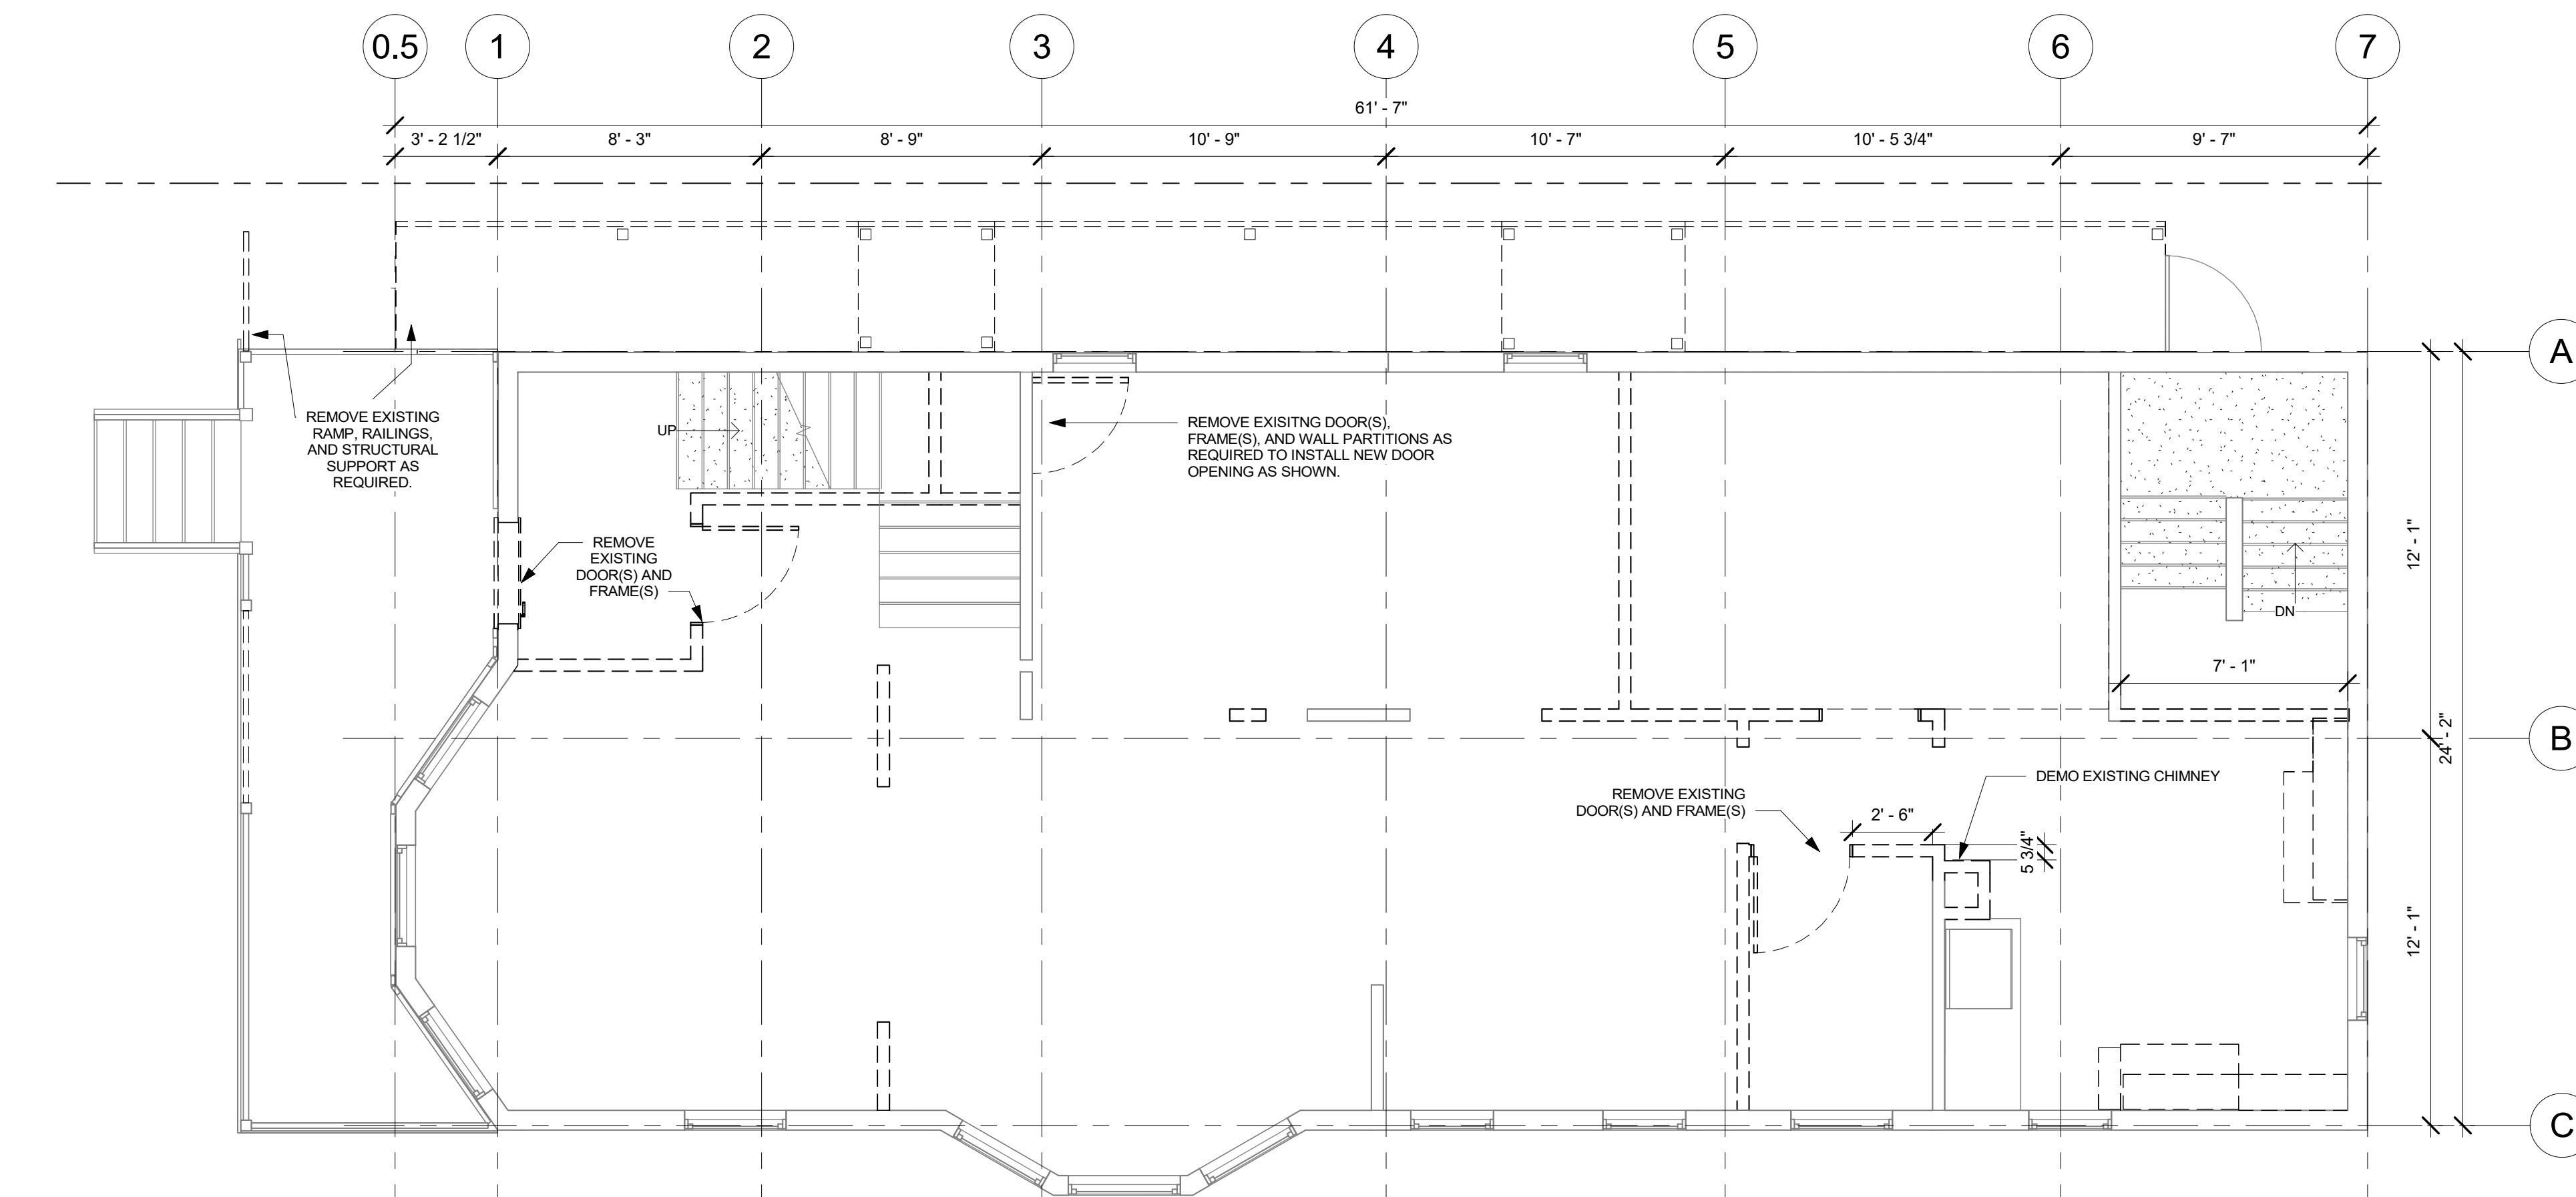 0.5 1 2 3 4 5 6 7
61' - 7"
3' - 2 1/2" 8' - 3" 8' - 9" 10' - 9" 10' - 7" 10' - 5 3/4" 9' - 7"
A
REMOVE EXISTING
RAMP, RAILINGS,
AND STRUCTURAL
SUPPORT AS
REQUIRED.
UP
REMOVE EXISITNG DOOR(S),
FRAME(S), AND WALL PARTITIONS AS
REQUIRED TO INSTALL NEW DOOR
OPENING AS SHOWN.
REMOVE
EXISTING
DOOR(S) AND
FRAME(S)
12' - 1"
DN
7' - 1"
24' - 2"
B
DEMO EXISTING CHIMNEY
REMOVE EXISTING
DOOR(S) AND FRAME(S)
2' - 6"
5 3/4"
12' - 1"
C